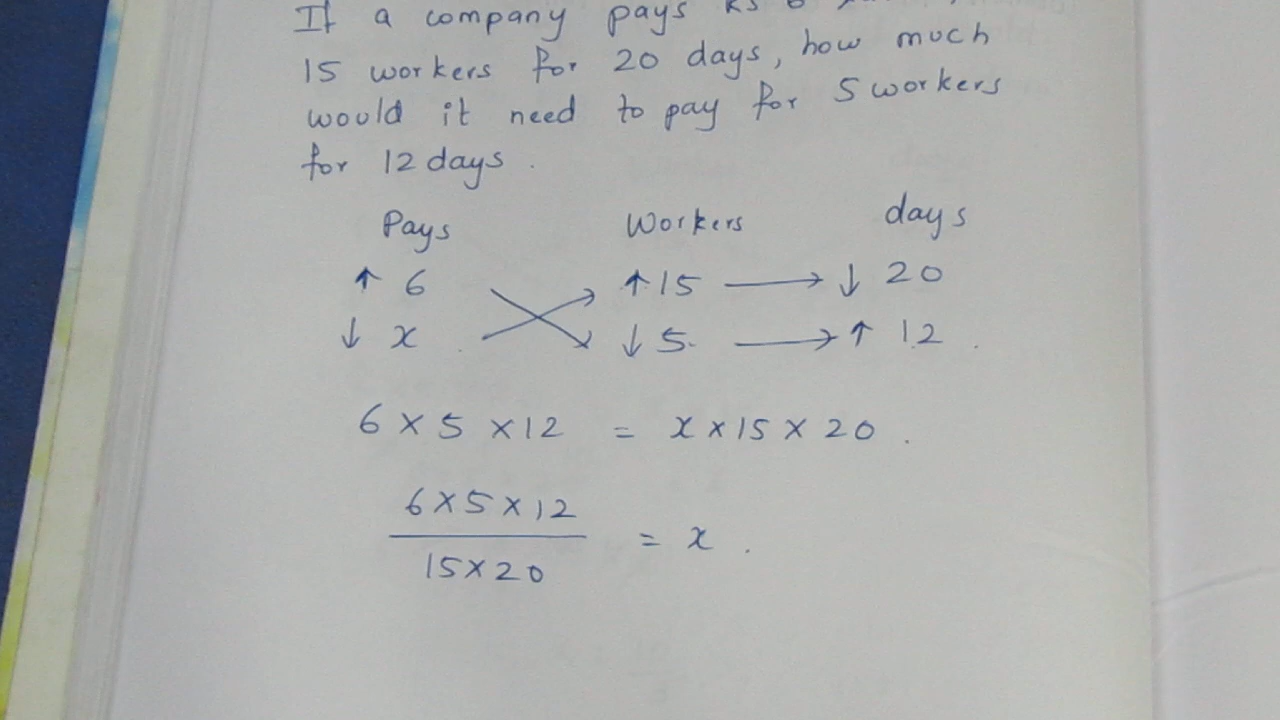 If a company pays Rs 6
15 workers for 20 days, how much
would it need to pay for 5 workers
for 12 days.
Pays Workers days
↑ 6 ↑ 15 → ↓ 20
↓ x ↓ 5. → ↑ 12.
6 × 5 × 12 = x × 15 × 20.
6 × 5 × 12
15 × 20
= x.